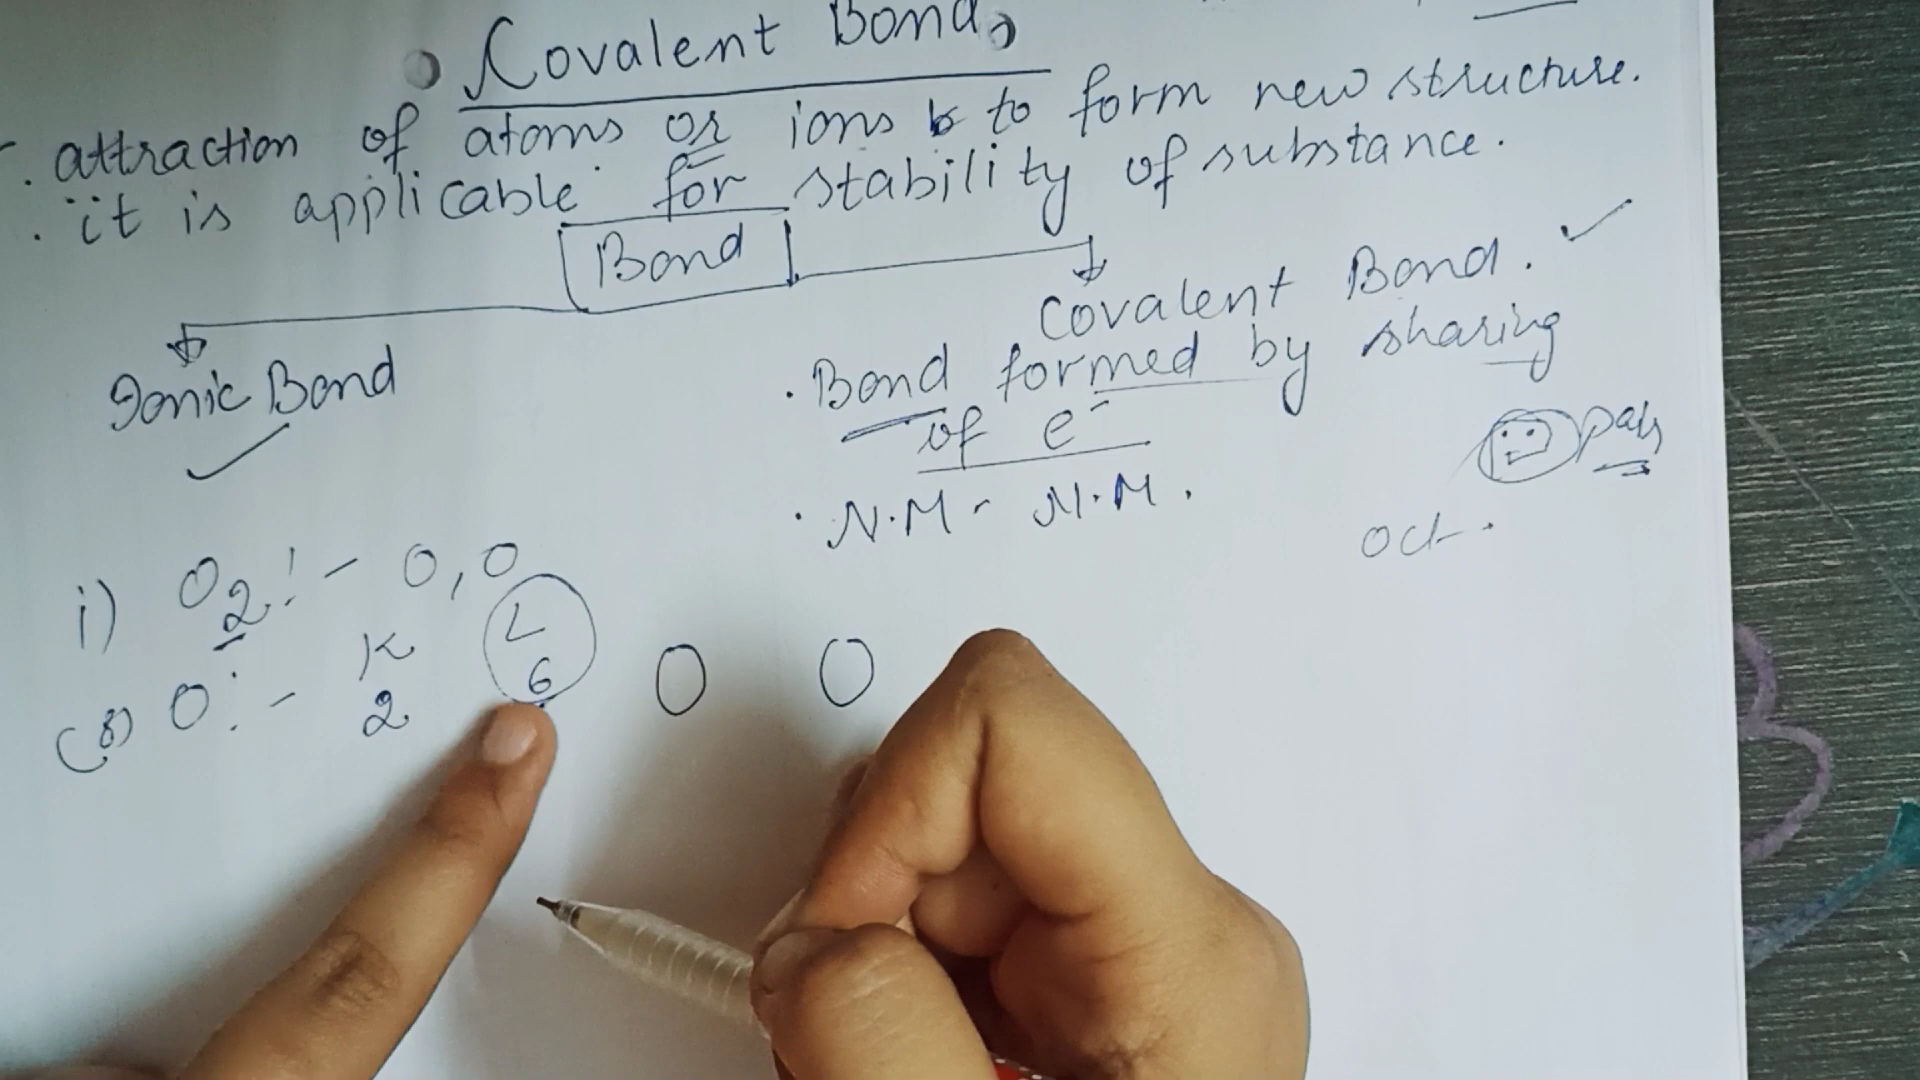 Covalent Bond
. attraction of atoms or ions to form new structure.
. it is applicable for stability of substance.
Bond
Ionic Bond
Covalent Bond.
. Bond formed by sharing
of e-
. N.M - N.M.
Oct.
i) O2:- O, O
K L
(8) O:- 2 6
O O